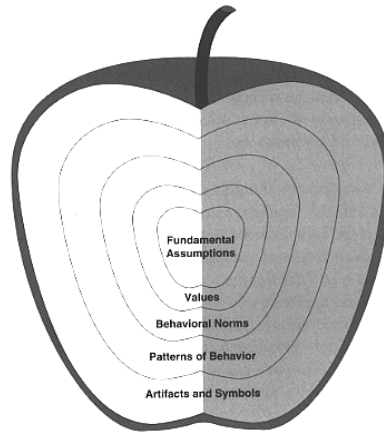 Fundamental
Assumptions
Values
Behavioral Norms
Patterns of Behavior
Artifacts and Symbols